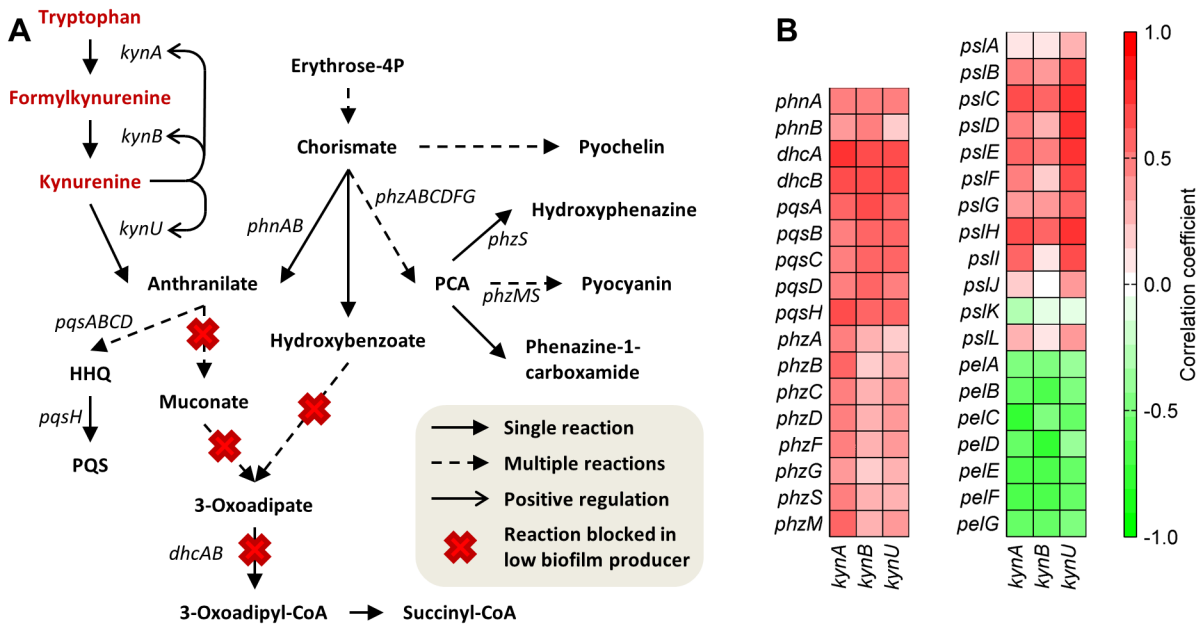 A
Tryptophan
kynA
Formylkynurenine
kynB
Kynurenine
kynU
Erythrose-4P
Chorismate
Pyochelin
phzABCDFG
phnAB
Hydroxyphenazine
phzS
Anthranilate
PCA
phzMS
Pyocyanin
pqsABCD
Hydroxybenzoate
Phenazine-1-
carboxamide
HHQ
Muconate
pqsH
PQS
3-Oxoadipate
dhcAB
3-Oxoadipyl-CoA
Succinyl-CoA
Single reaction
Multiple reactions
Positive regulation
Reaction blocked in
low biofilm producer
B
phnA
phnB
dhcA
dhcB
pqsA
pqsB
pqsC
pqsD
pqsH
phzA
phzB
phzC
phzD
phzF
phzG
phzS
phzM
kynA
kynB
kynU
pslA
pslB
pslC
pslD
pslE
pslF
pslG
pslH
pslI
pslJ
pslK
pslL
pelA
pelB
pelC
pelD
pelE
pelF
pelG
kynA
kynB
kynU
1.0
0.5
0.0
-0.5
-1.0
Correlation coefficient